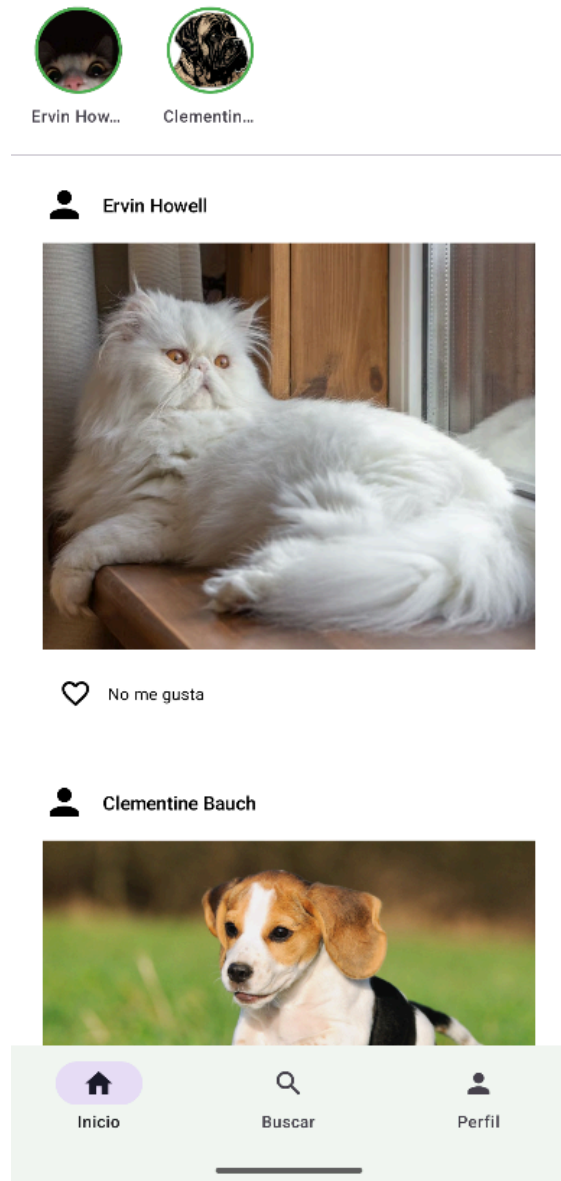 Ervin How...
Clementin...
Ervin Howell
No me gusta
Clementine Bauch
Inicio
Buscar
Perfil